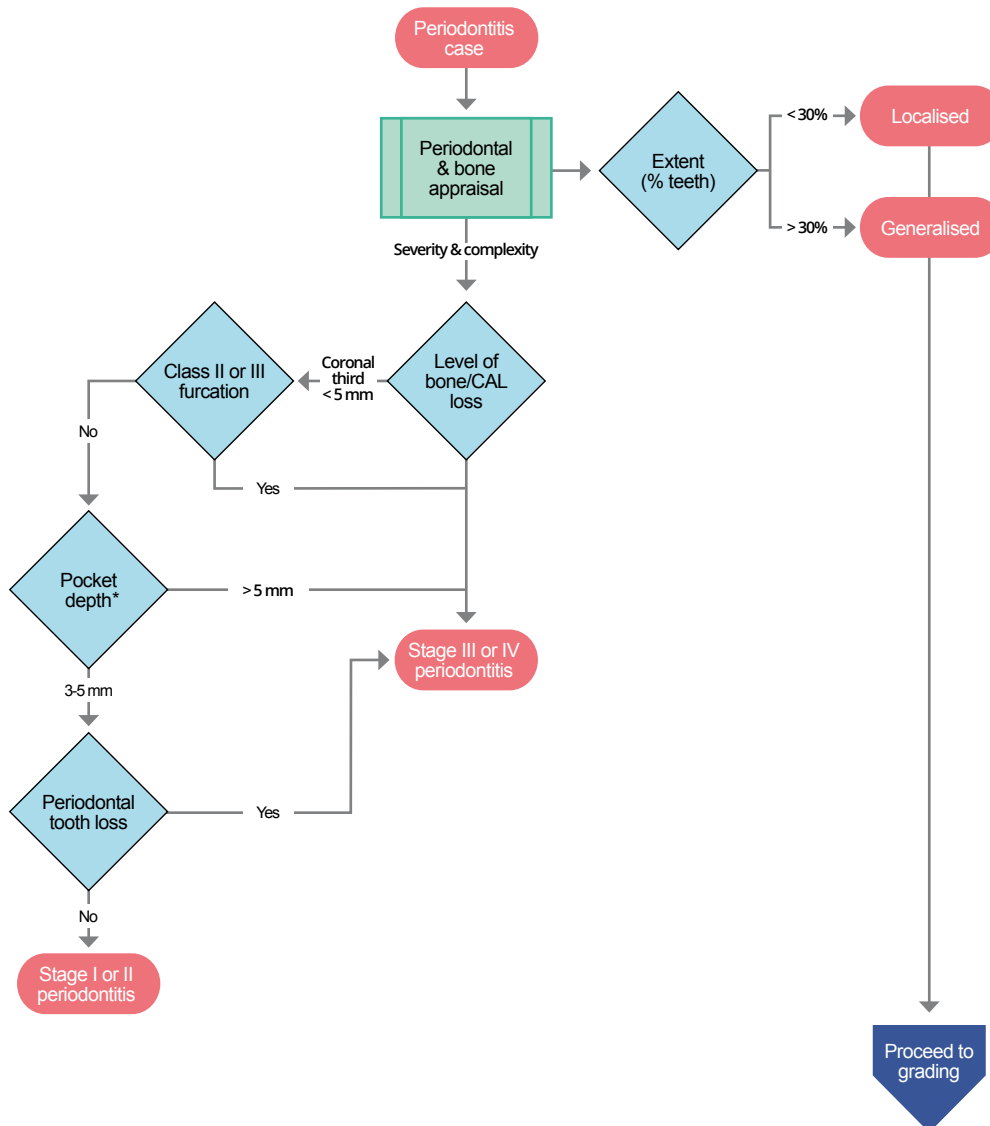 Periodontitis
case
Periodontal
& bone
appraisal
Extent
(% teeth)
< 30%
Localised
> 30%
Generalised
Severity & complexity
Level of
bone/CAL
loss
Coronal
third
< 5 mm
Class II or III
furcation
No
Yes
Pocket
depth*
> 5 mm
Stage III or IV
periodontitis
3-5 mm
Periodontal
tooth loss
Yes
No
Stage I or II
periodontitis
Proceed to
grading